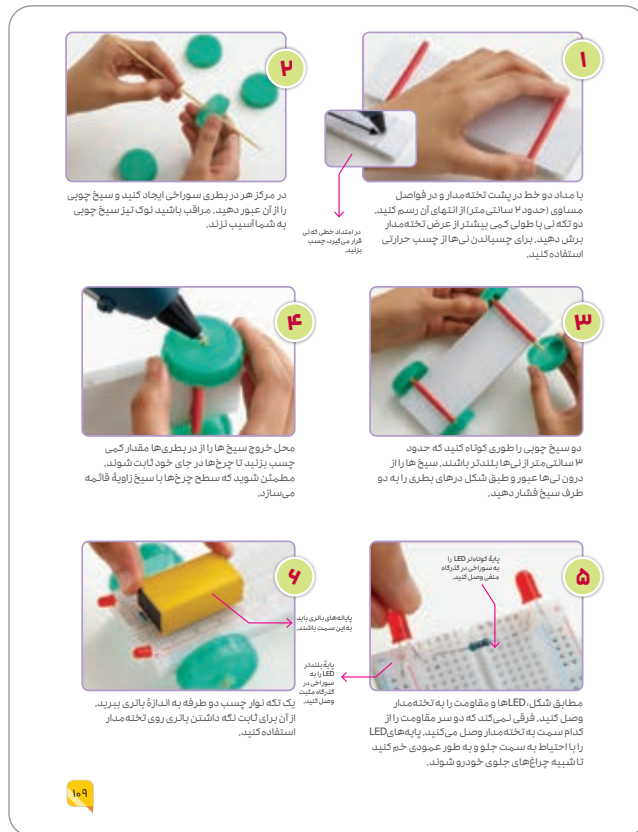 ۱
با مداد دو خط در پشت تخته‌مدار و در فواصل
مساوی (حدود ۲ سانتی‌متر) از انتهای آن رسم کنید.
دو تکه نی با طولی کمی بیشتر از عرض تخته‌مدار
برش دهید. برای چسباندن نی‌ها از چسب حرارتی
استفاده کنید.
در امتداد خطی که نی
قرار می‌گیرد، چسب
بزنید.
۲
در مرکز هر در بطری سوراخی ایجاد کنید و سیخ چوبی
را از آن عبور دهید. مراقب باشید نوک تیز سیخ چوبی
به شما آسیب نزند.
۳
دو سیخ چوبی را طوری کوتاه کنید که حدود
۳ سانتی‌متر از نی‌ها بلندتر باشند. سیخ ها را از
درون نی‌ها عبور و طبق شکل درهای بطری را به دو
طرف سیخ فشار دهید.
۴
محل خروج سیخ ها را از در بطری‌ها مقدار کمی
چسب بزنید تا چرخ‌ها در جای خود ثابت شوند.
مطمئن شوید که سطح چرخ‌ها با سیخ زاویهٔ قائمه
می‌سازد.
۵
پایهٔ کوتاه‌تر LED را
به سوراخی در گذرگاه
منفی وصل کنید.
پایهٔ بلندتر
LED را به
سوراخی در
گذرگاه مثبت
وصل کنید.
مطابق شکل، LEDها و مقاومت را به تخته‌مدار
وصل کنید. فرقی نمی‌کند که دو سر مقاومت را از
کدام سمت به تخته‌مدار وصل می‌کنید. پایه‌های LED
را با احتیاط به سمت جلو و به طور عمودی خم کنید
تا شبیه چراغ‌های جلوی خودرو شوند.
۶
پایانه‌های باتری باید
به این سمت باشند.
یک تکه نوار چسب دو طرفه به اندازهٔ باتری ببرید.
از آن برای ثابت نگه داشتن باتری روی تخته‌مدار
استفاده کنید.
۱۰۹